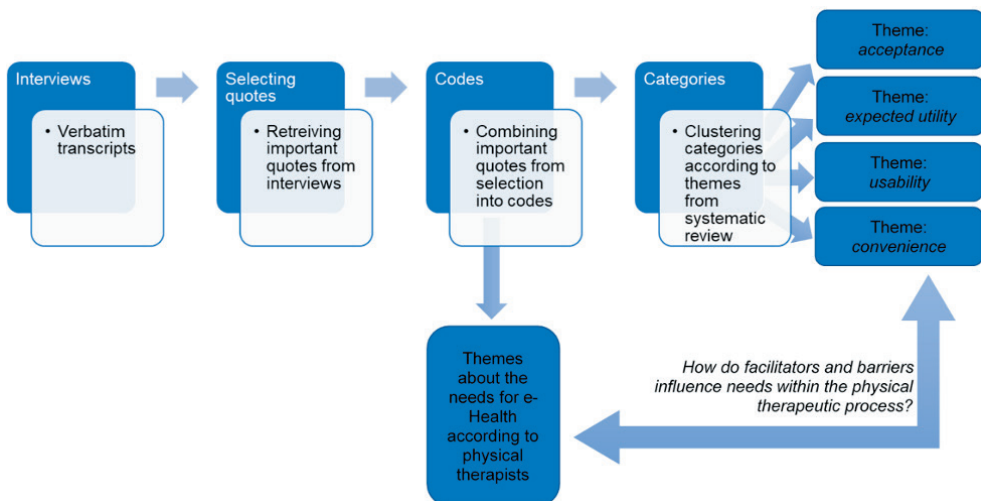 Interviews
• Verbatim
transcripts
Selecting
quotes
• Retreiving
important
quotes from
interviews
Codes
• Combining
important
quotes from
selection
into codes
Categories
• Clustering
categories
according to
themes
from
systematic
review
Theme:
acceptance
Theme:
expected utility
Theme:
usability
Theme:
convenience
Themes
about the
needs for e-
Health
according to
physical
therapists
How do facilitators and barriers
influence needs within the physical
therapeutic process?